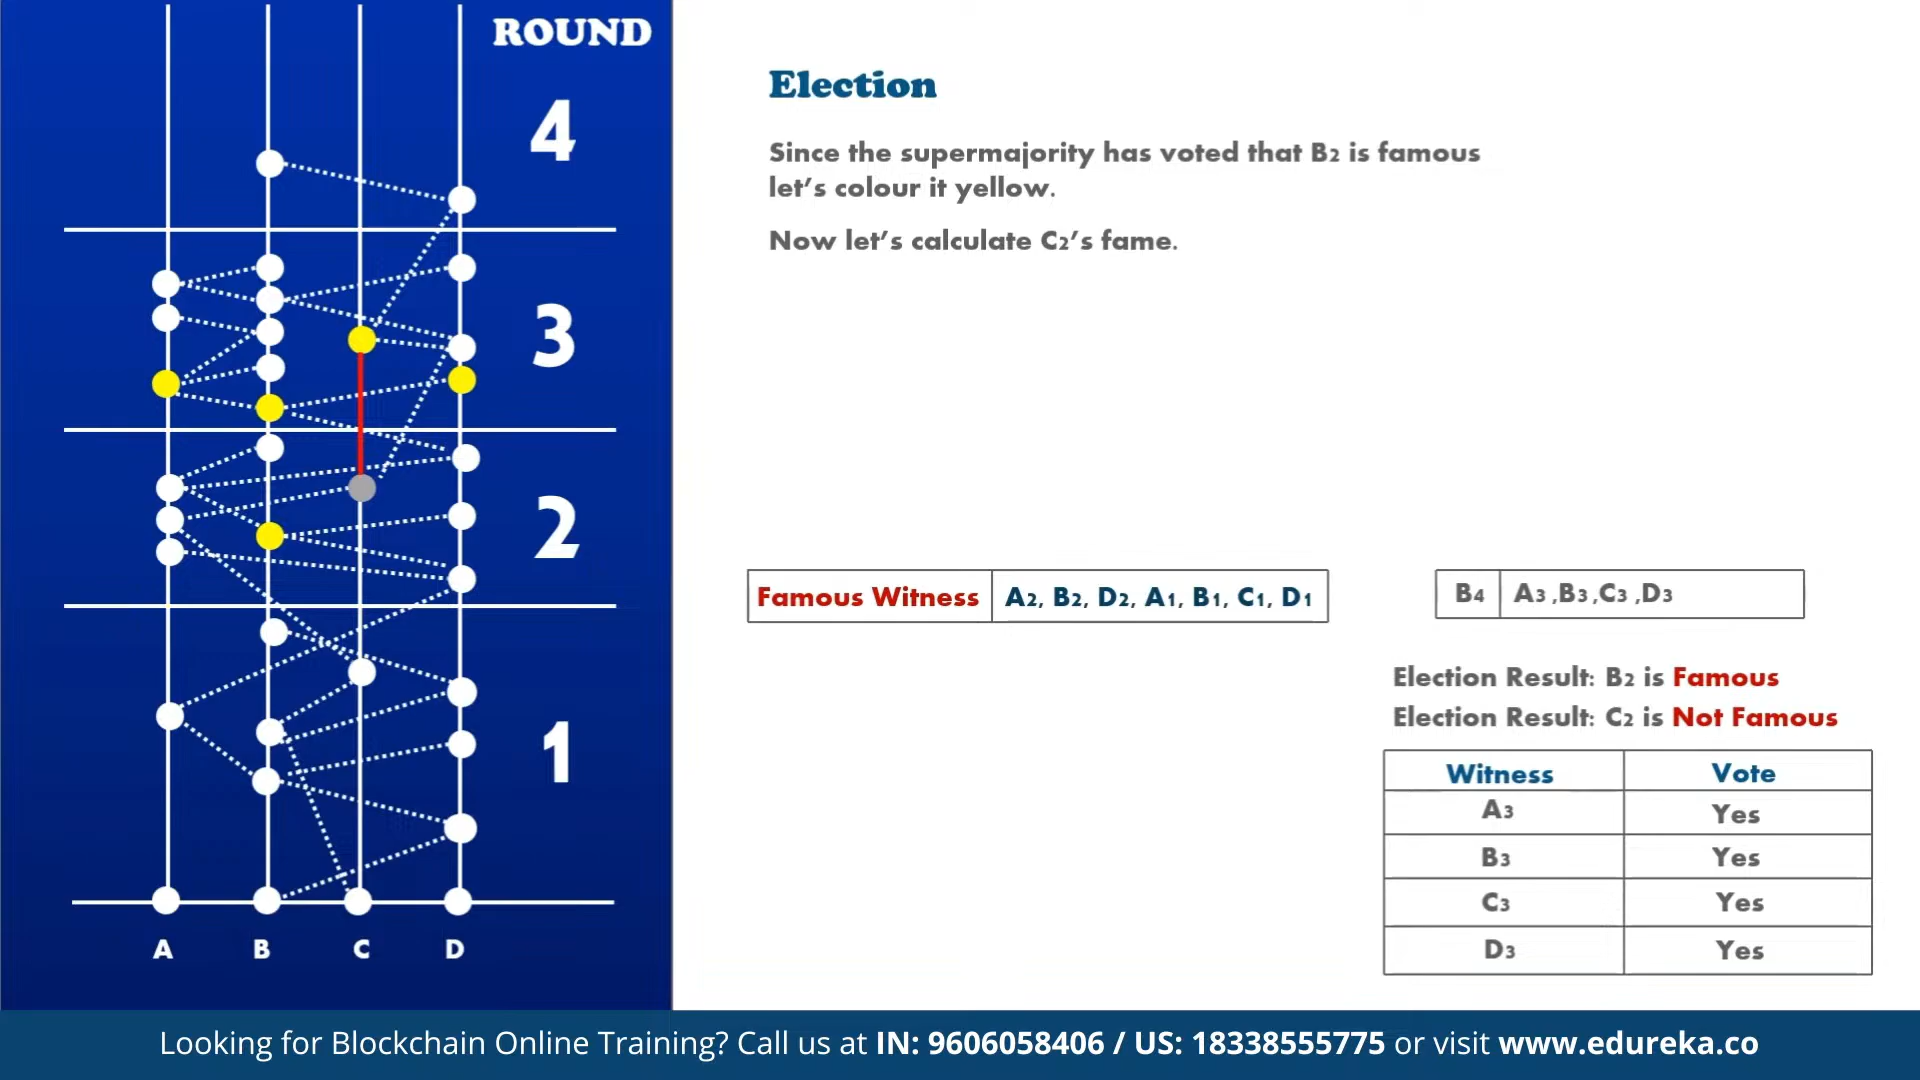 ROUND
4
3
2
1
A B C D
Election
Since the supermajority has voted that B2 is famous
let’s colour it yellow.
Now let’s calculate C2’s fame.
Famous Witness A2, B2, D2, A1, B1, C1, D1
B4 A3 ,B3 ,C3 ,D3
Election Result: B2 is Famous
Election Result: C2 is Not Famous
Witness Vote
A3 Yes
B3 Yes
C3 Yes
D3 Yes
Looking for Blockchain Online Training? Call us at IN: 9606058406 / US: 18338555775 or visit www.edureka.co